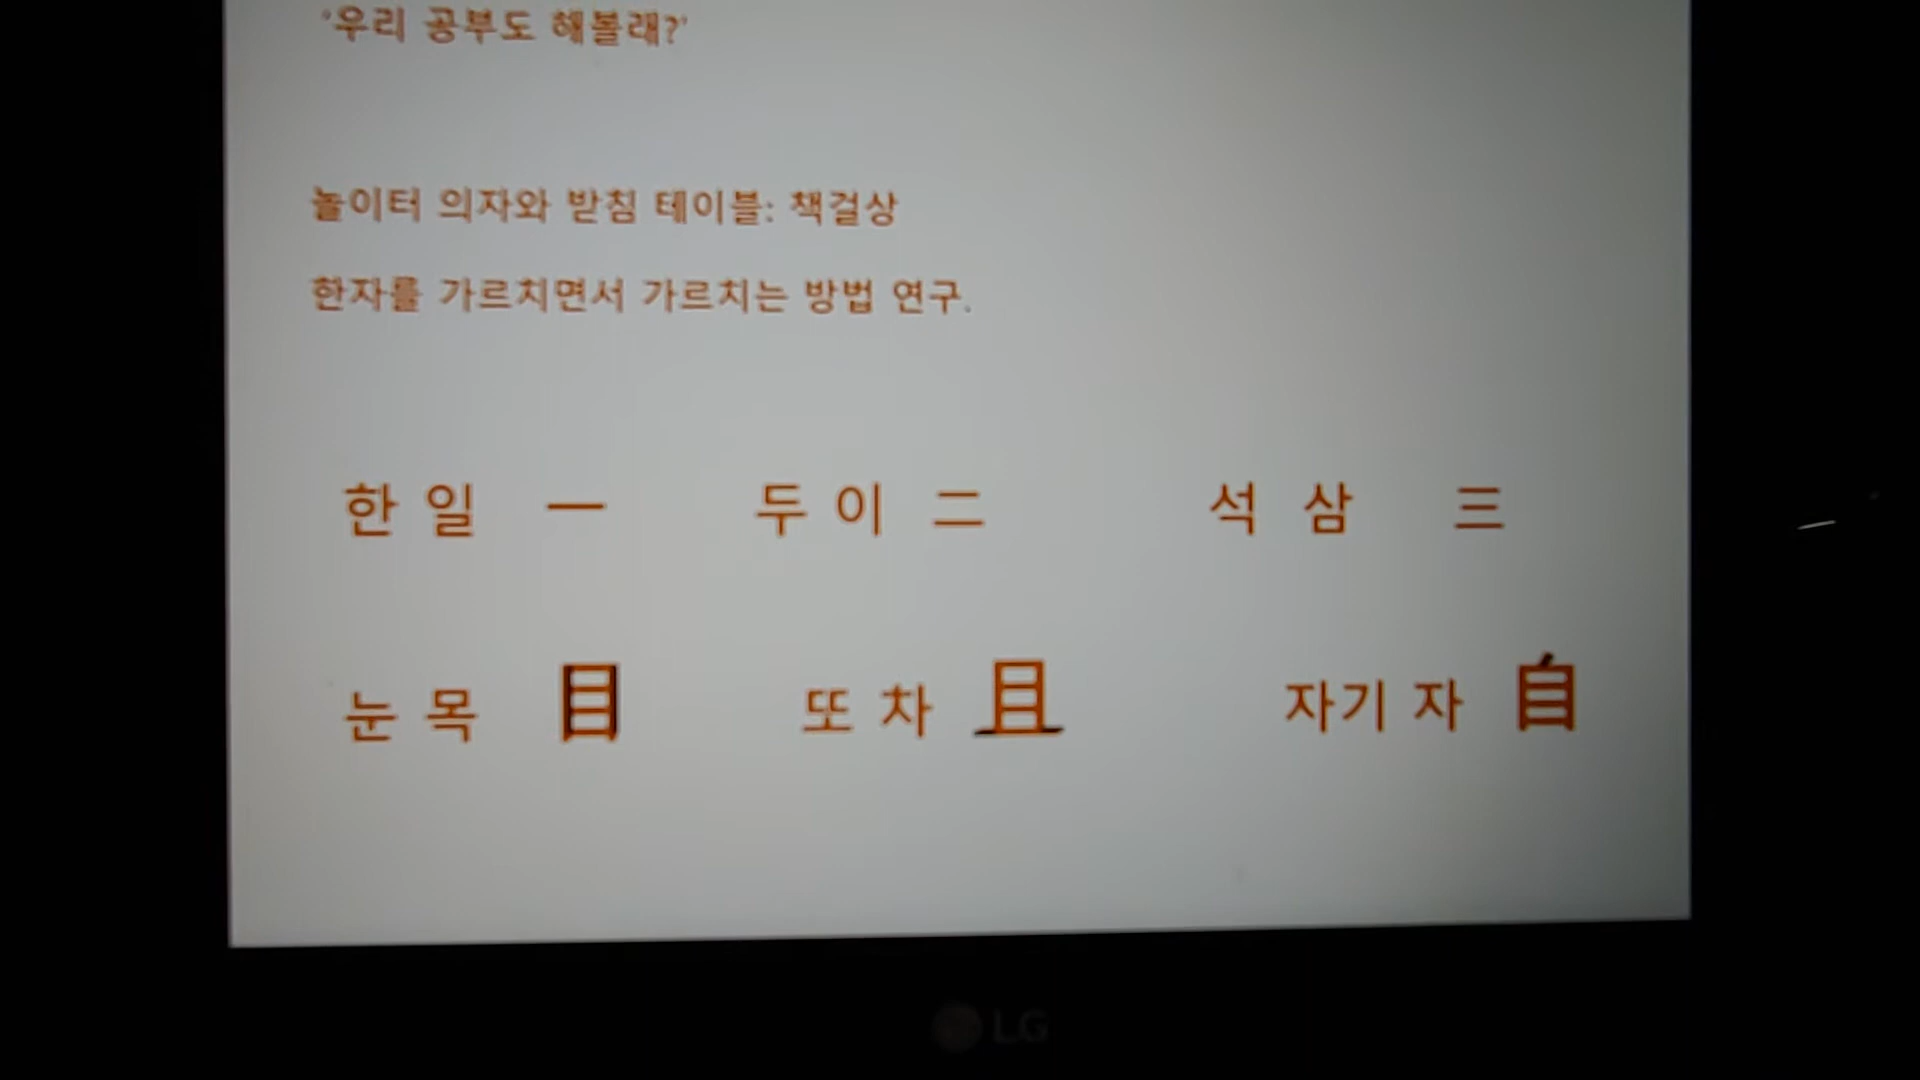 '우리 공부도 해볼래?'
놀이터 의자와 받침 테이블: 책걸상
한자를 가르치면서 가르치는 방법 연구.
한 일 一 두 이 二 석 삼 三
눈 목 目 또 차 且 자기 자 自
LG